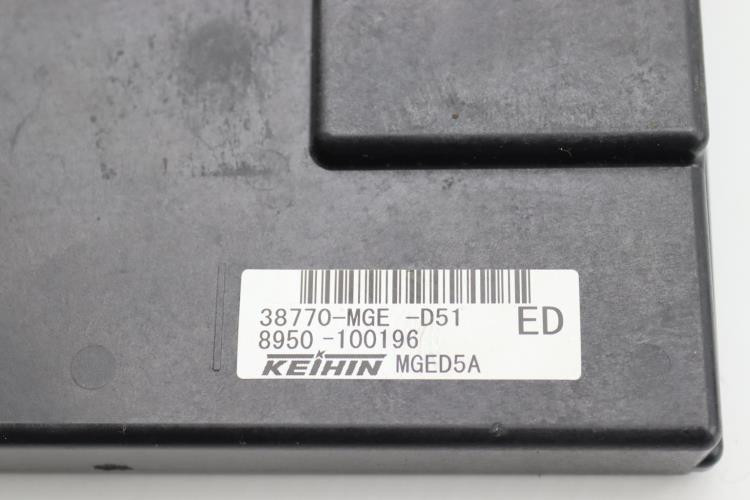 38770-MGE -D51
ED
8950-100196
KEIHIN MGED5A